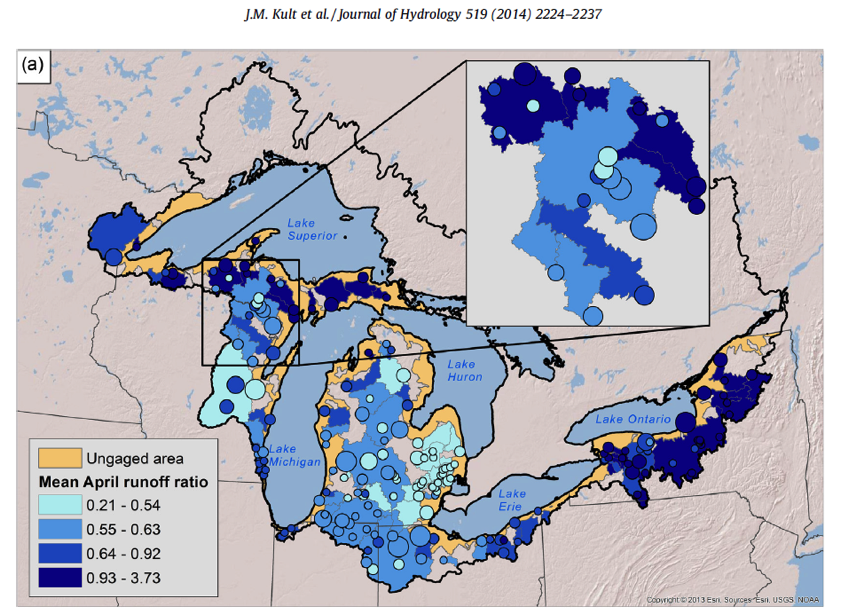 J.M. Kult et al. / Journal of Hydrology 519 (2014) 2224–2237
(a)
Lake
Superior
Lake
Huron
Lake Ontario
Lake
Michigan
Lake
Erie
Ungaged area
Mean April runoff ratio
0.21 - 0.54
0.55 - 0.63
0.64 - 0.92
0.93 - 3.73
Copyright:© 2013 Esri, Sources: Esri, USGS, NOAA